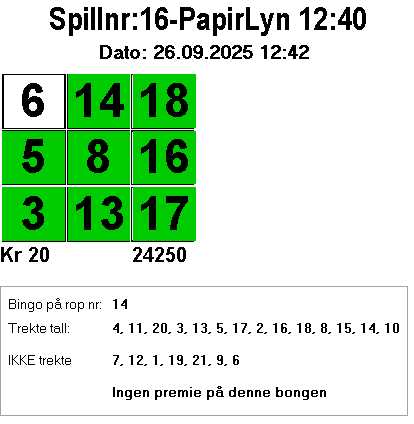 Spillnr:16-PapirLyn 12:40
Dato: 26.09.2025 12:42
6 14 18
5 8 16
3 13 17
Kr 20 24250
Bingo på rop nr: 14
Trekte tall: 4, 11, 20, 3, 13, 5, 17, 2, 16, 18, 8, 15, 14, 10
IKKE trekte 7, 12, 1, 19, 21, 9, 6
Ingen premie på denne bongen